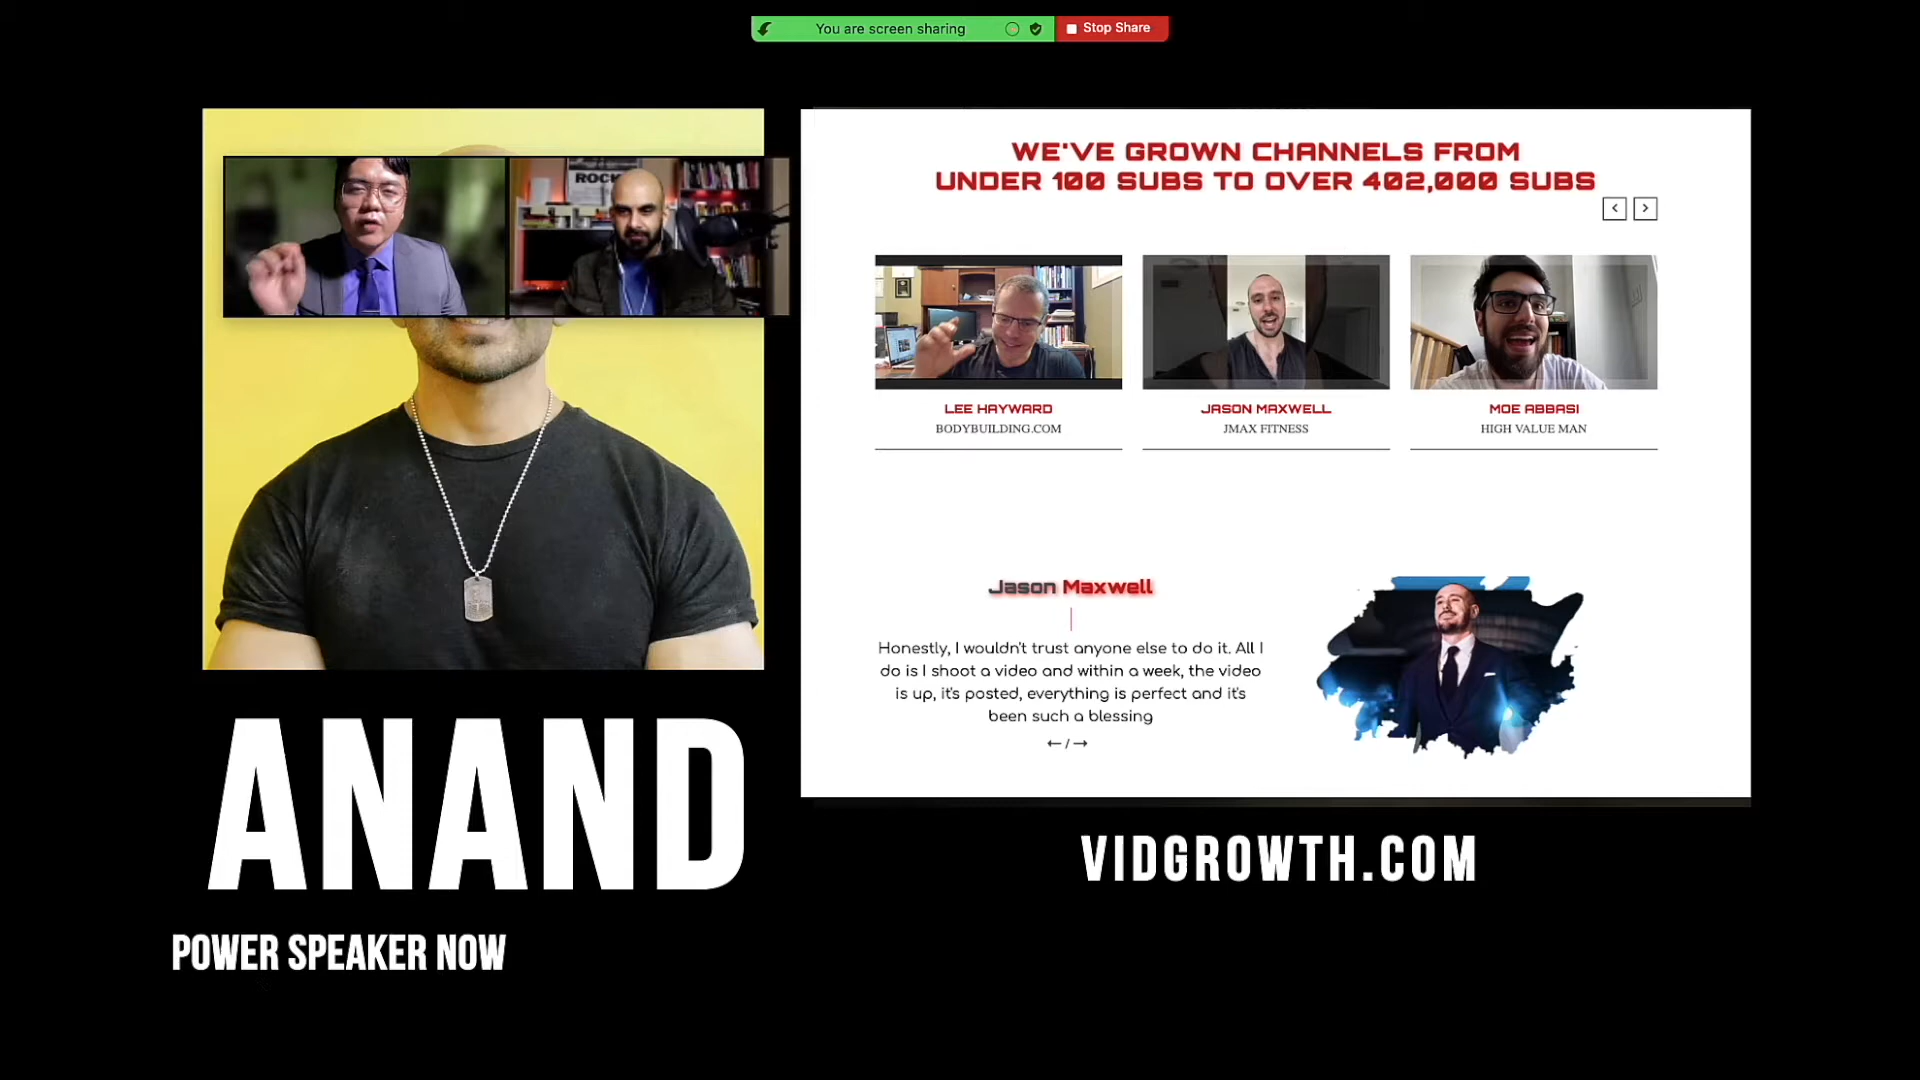 You are screen sharing
Stop Share
ROCK
WE'VE GROWN CHANNELS FROM
UNDER 100 SUBS TO OVER 402,000 SUBS
LEE HAYWARD
BODYBUILDING.COM
JASON MAXWELL
JMAX FITNESS
MOE ABBASI
HIGH VALUE MAN
Jason Maxwell
Honestly, I wouldn't trust anyone else to do it. All I
do is I shoot a video and within a week, the video
is up, it's posted, everything is perfect and it's
been such a blessing
← / →
ANAND
POWER SPEAKER NOW
VIDGROWTH.COM